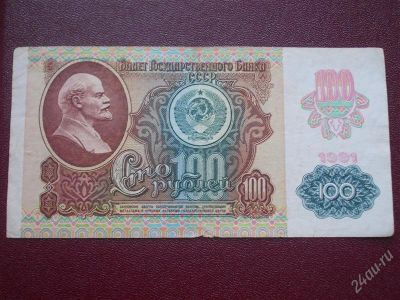 Билет Государственного Банка
СССР
100
1991
Сто 100
рублей 100
100
24au.ru